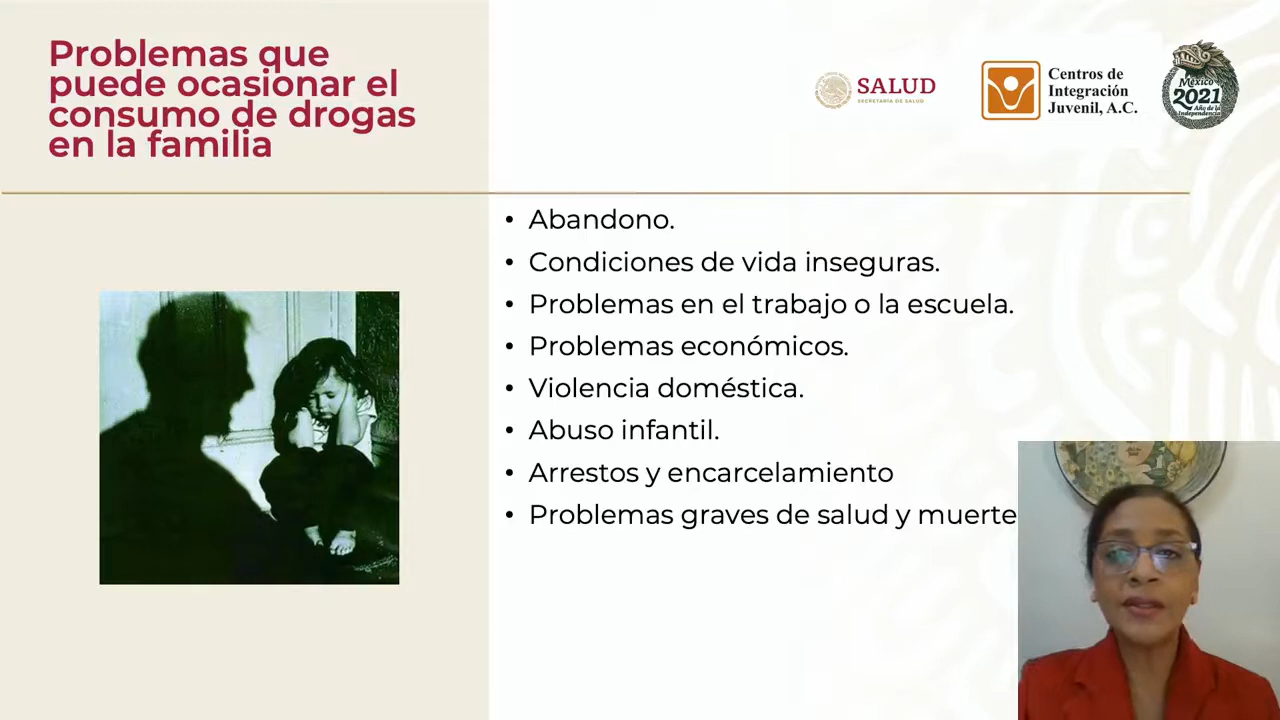 Problemas que
puede ocasionar el
consumo de drogas
en la familia
SALUD
SECRETARÍA DE SALUD
Centros de
Integración
Juvenil, A.C.
México
2021
Año de la
Independencia
• Abandono.
• Condiciones de vida inseguras.
• Problemas en el trabajo o la escuela.
• Problemas económicos.
• Violencia doméstica.
• Abuso infantil.
• Arrestos y encarcelamiento
• Problemas graves de salud y muerte